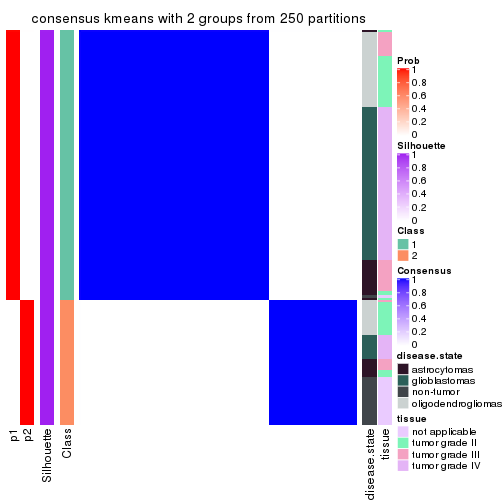 consensus kmeans with 2 groups from 250 partitions
p1
p2
Silhouette
Class
disease.state
tissue
Prob
1
0.8
0.6
0.4
0.2
0
Silhouette
1
0.8
0.6
0.4
0.2
0
Class
1
2
Consensus
1
0.8
0.6
0.4
0.2
0
disease.state
astrocytomas
glioblastomas
non-tumor
oligodendrogliomas
tissue
not applicable
tumor grade II
tumor grade III
tumor grade IV